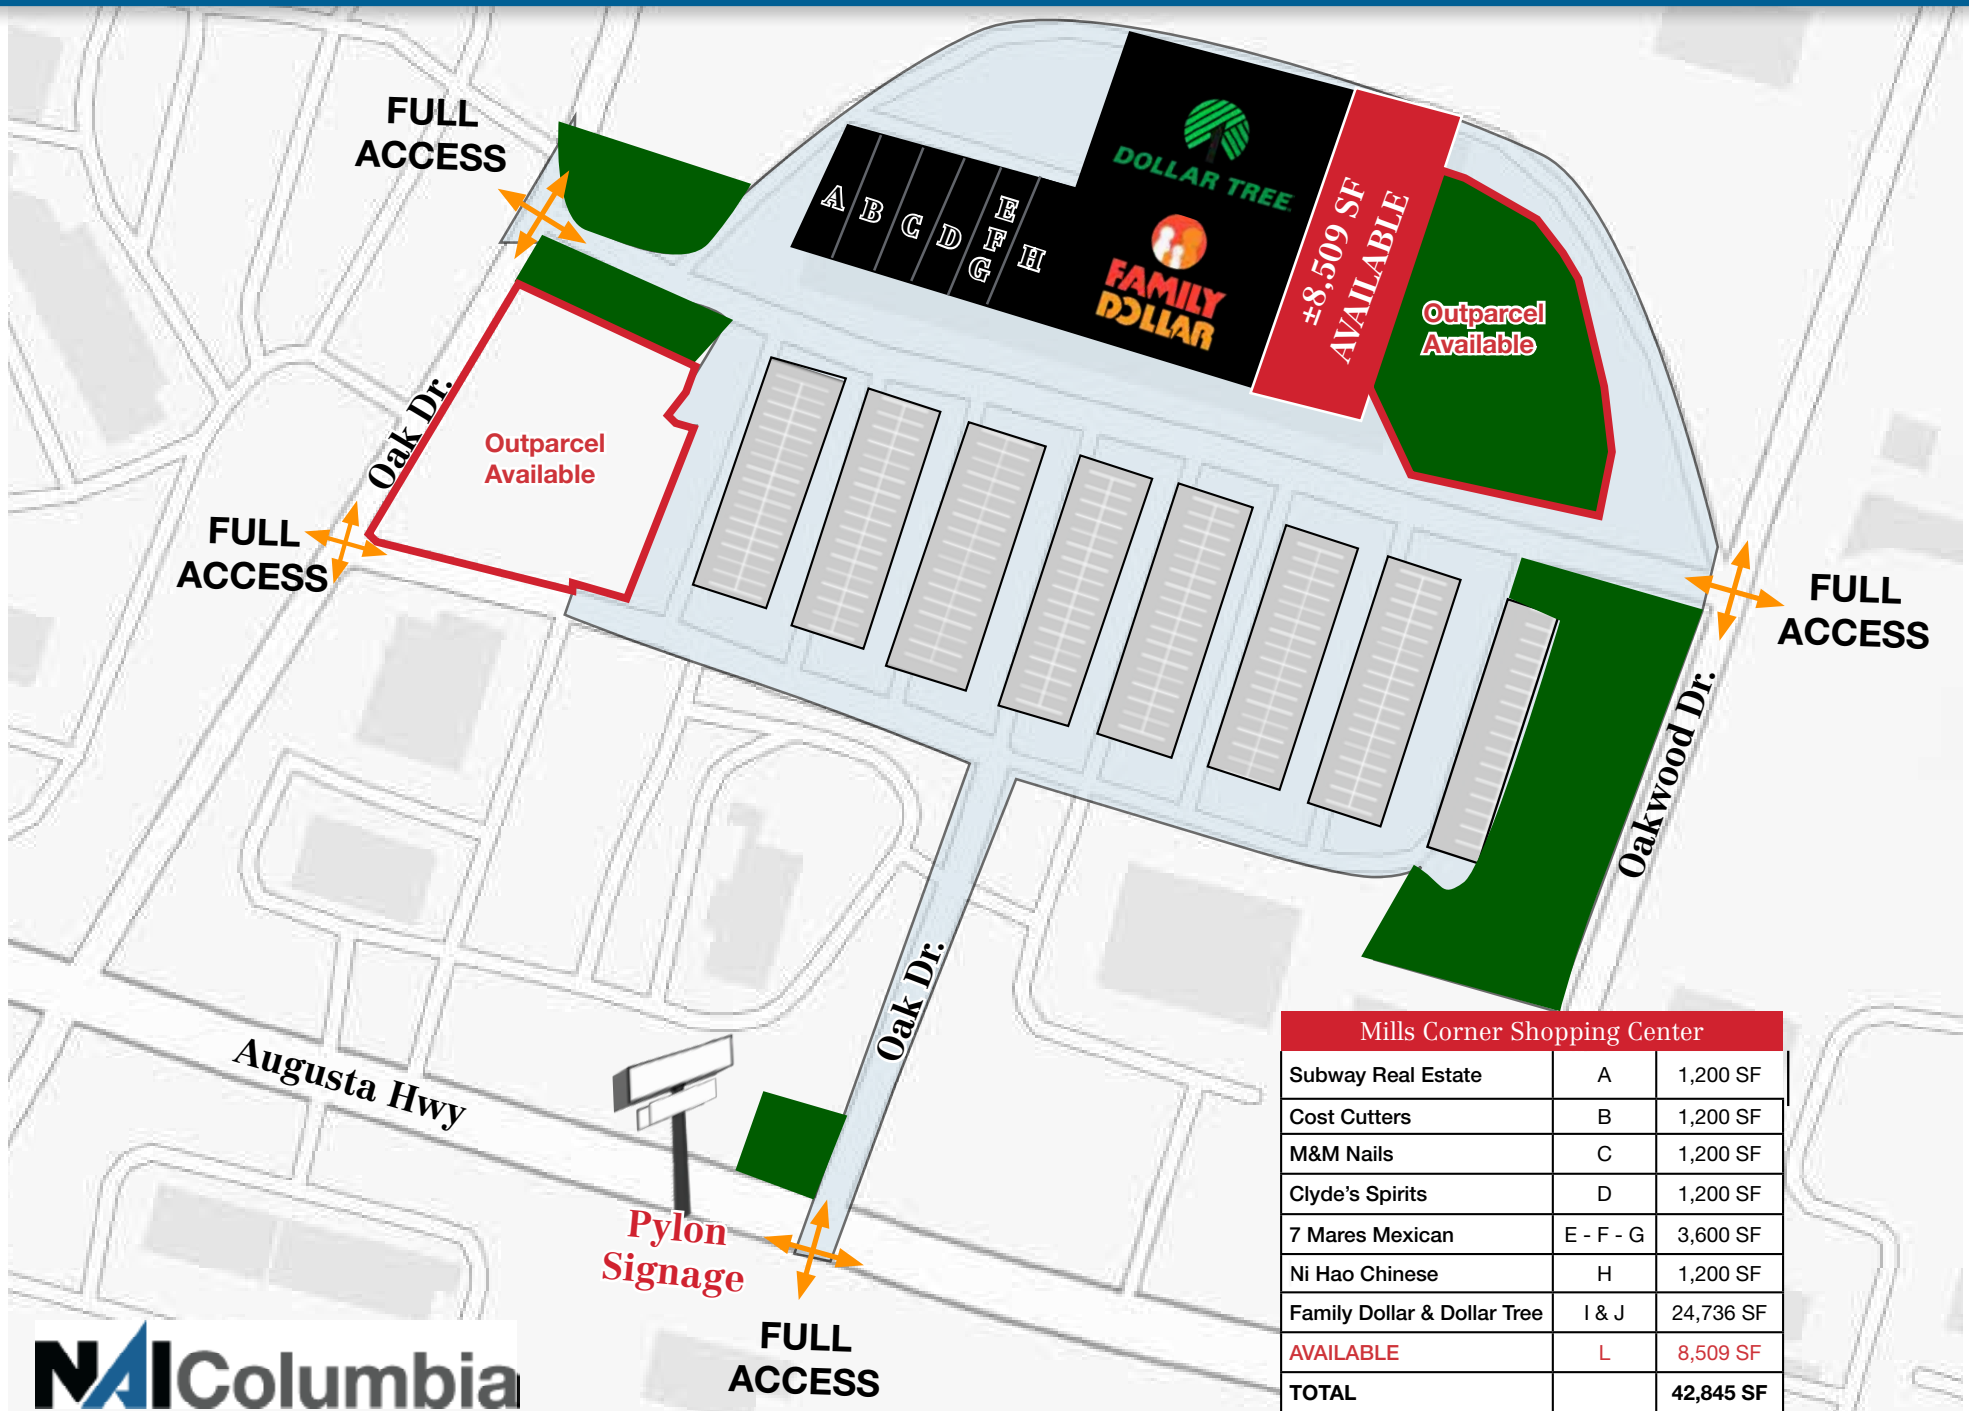 FULL
ACCESS
DOLLAR TREE
FAMILY
DOLLAR
±8,509 SF
AVAILABLE
Outparcel
Available
A
B
C
D
E
F
G
H
Oak Dr.
Outparcel
Available
FULL
ACCESS
FULL
ACCESS
Oakwood Dr.
Oak Dr.
Augusta Hwy
Pylon
Signage
FULL
ACCESS
NAI Columbia
Mills Corner Shopping Center
Subway Real Estate A 1,200 SF
Cost Cutters B 1,200 SF
M&M Nails C 1,200 SF
Clyde's Spirits D 1,200 SF
7 Mares Mexican E - F - G 3,600 SF
Ni Hao Chinese H 1,200 SF
Family Dollar & Dollar Tree I & J 24,736 SF
AVAILABLE L 8,509 SF
TOTAL 42,845 SF